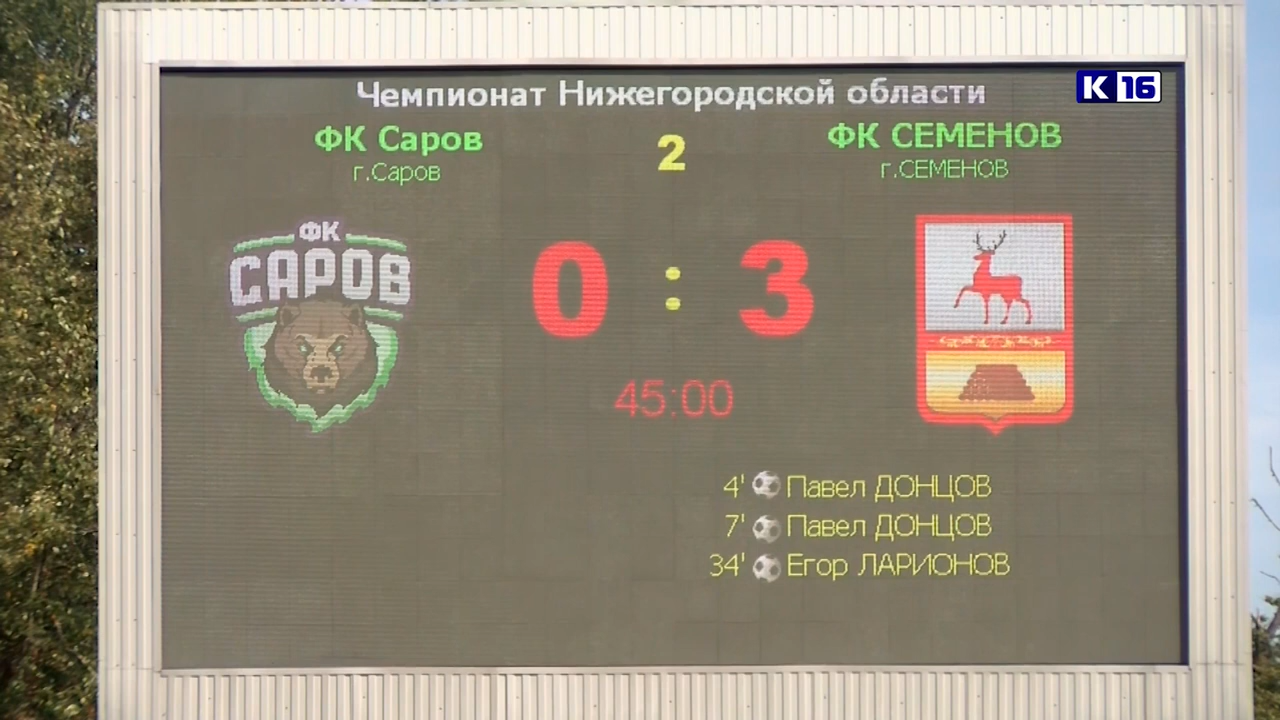 Чемпионат Нижегородской области
K 16
ФК Саров
2
ФК СЕМЕНОВ
г.Саров
г.СЕМЕНОВ
ФК
САРОВ
0 : 3
45:00
4' Павел ДОНЦОВ
7' Павел ДОНЦОВ
34' Егор ЛАРИОНОВ